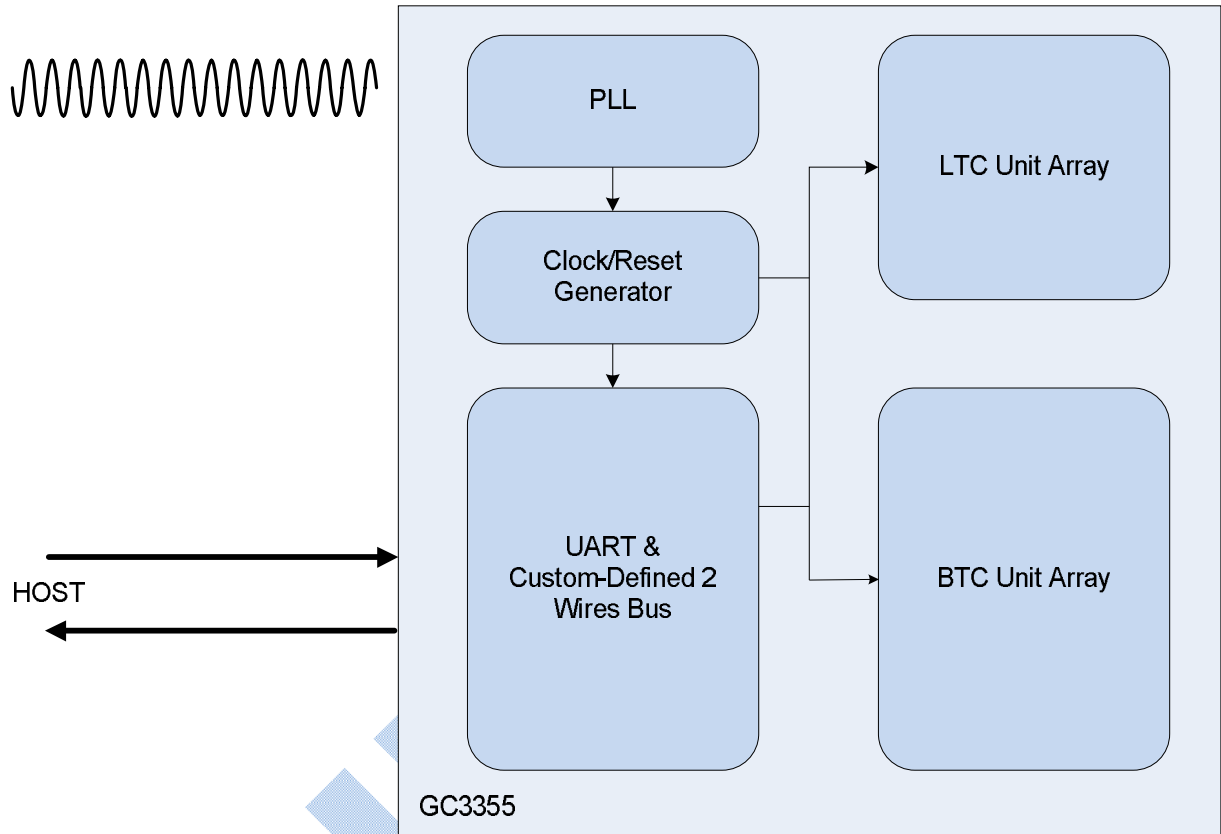 PLL
LTC Unit Array
Clock/Reset
Generator
UART &
Custom-Defined 2
Wires Bus
BTC Unit Array
HOST
GC3355